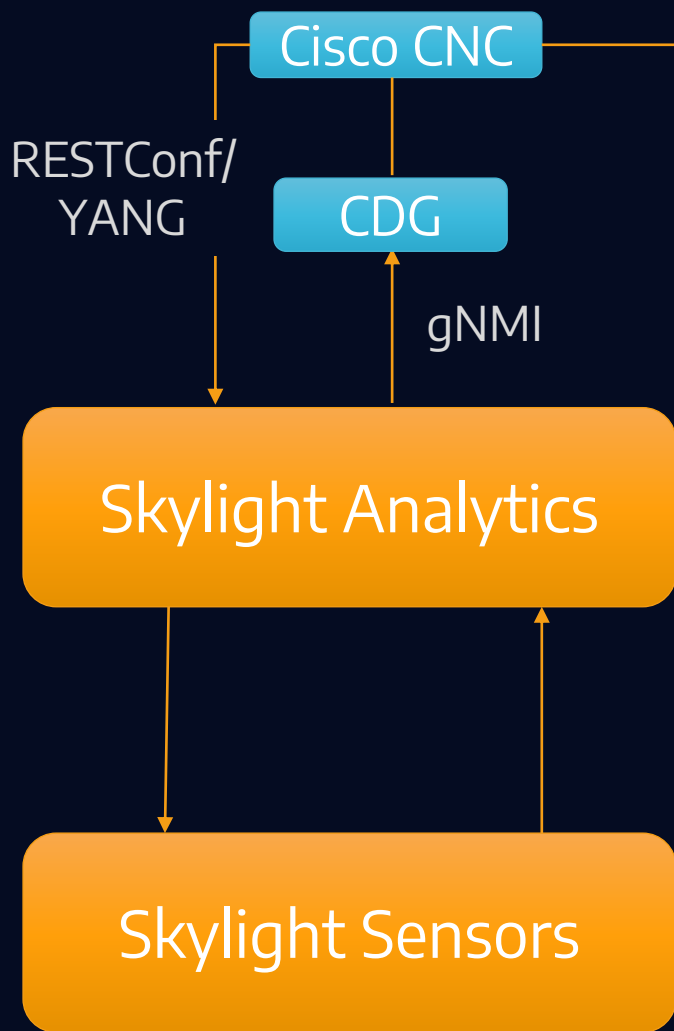 Cisco CNC
RESTConf/
YANG
CDG
gNMI
Skylight Analytics
Skylight Sensors